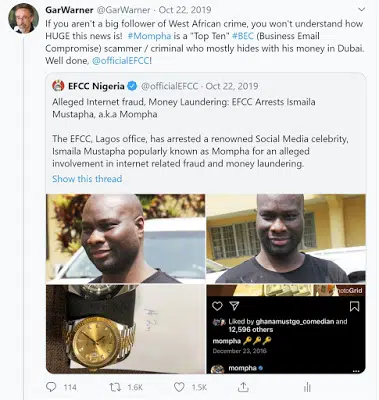 GarWarner @GarWarner · Oct 22, 2019
If you aren't a big follower of West African crime, you won't understand how
HUGE this news is! #Mompha is a "Top Ten" #BEC (Business Email
Compromise) scammer / criminal who mostly hides with his money in Dubai.
Well done, @officialEFCC!
EFCC Nigeria @officialEFCC · Oct 22, 2019
Alleged Internet fraud, Money Laundering: EFCC Arrests Ismaila
Mustapha, a.k.a Mompha
The EFCC, Lagos office, has arrested a renowned Social Media celebrity,
Ismaila Mustapha popularly known as Mompha for an alleged
involvement in internet related fraud and money laundering.
Show this thread
PhotoGrid
Liked by ghanamustgo_comedian and
12,596 others
mompha 🔑🔑🔑
December 23, 2016
mompha
114 1.6K 1.5K